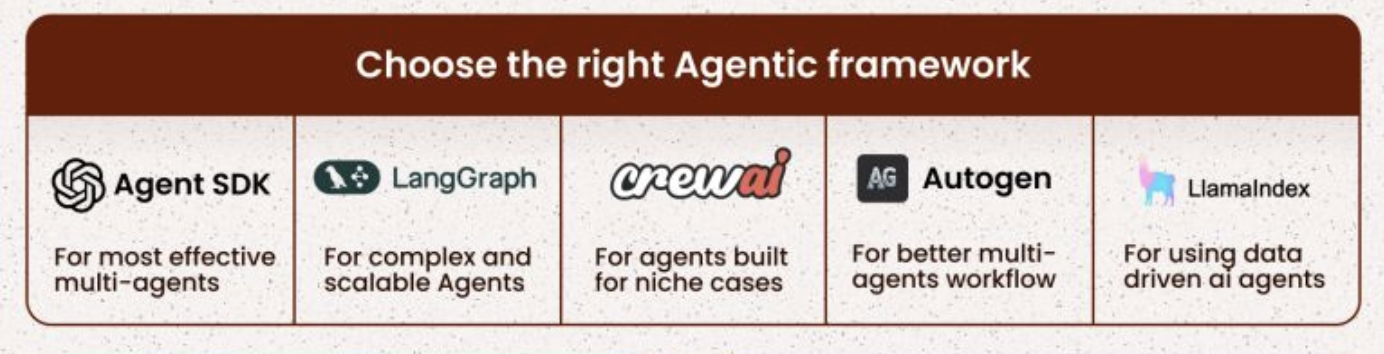 Choose the right Agentic framework
Agent SDK
For most effective
multi-agents
LangGraph
For complex and
scalable Agents
crewai
For agents built
for niche cases
AG Autogen
For better multi-
agents workflow
LlamaIndex
For using data
driven ai agents